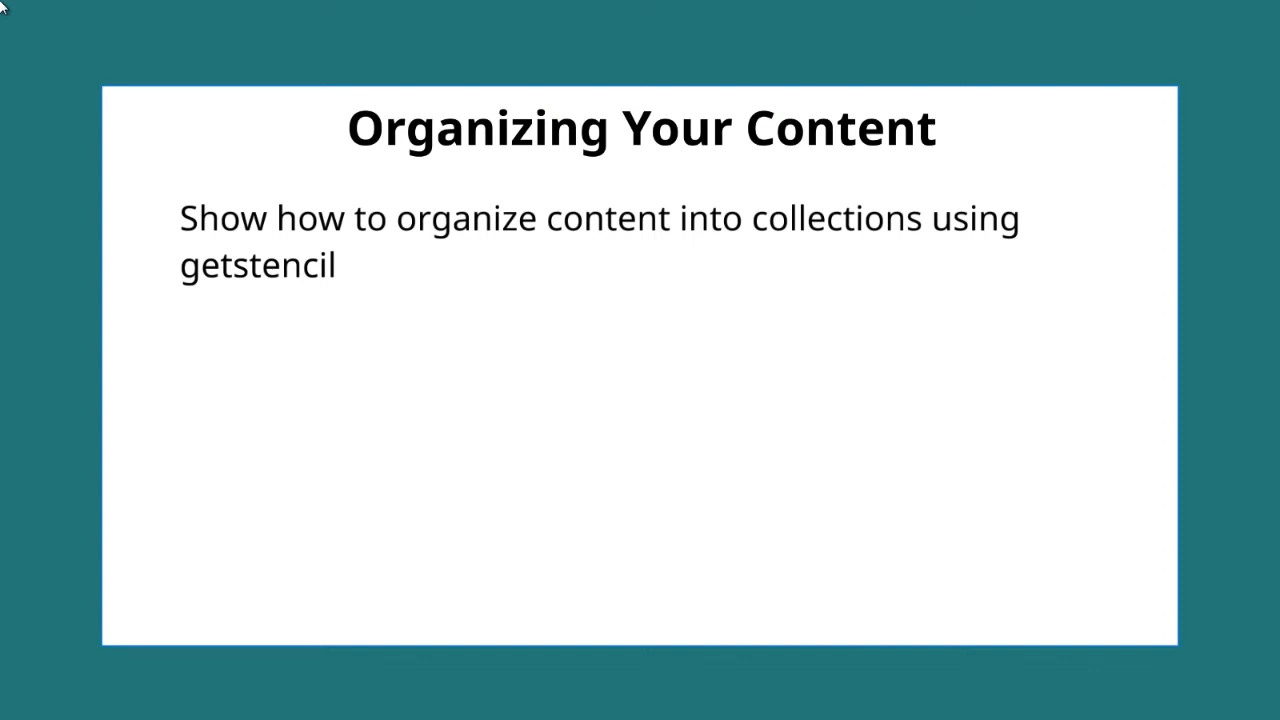 Organizing Your Content
Show how to organize content into collections using
getstencil